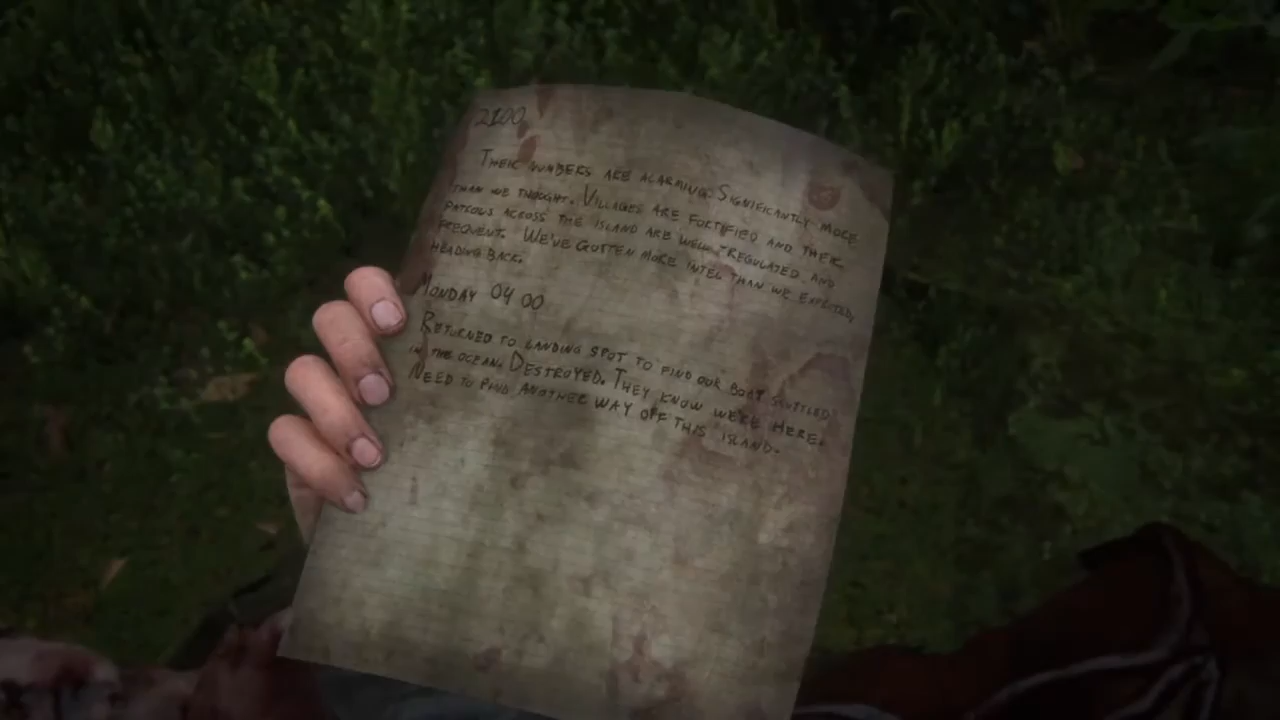 2100
Their numbers are alarming. Significantly more
than we thought. Villages are fortified and their
patrols across the island are well-regulated and
frequent. We've gotten more intel than we expected,
heading back.
Monday 0400
Returned to landing spot to find our boat scuttled
in the ocean. Destroyed. They know we're here.
Need to find another way off this island.